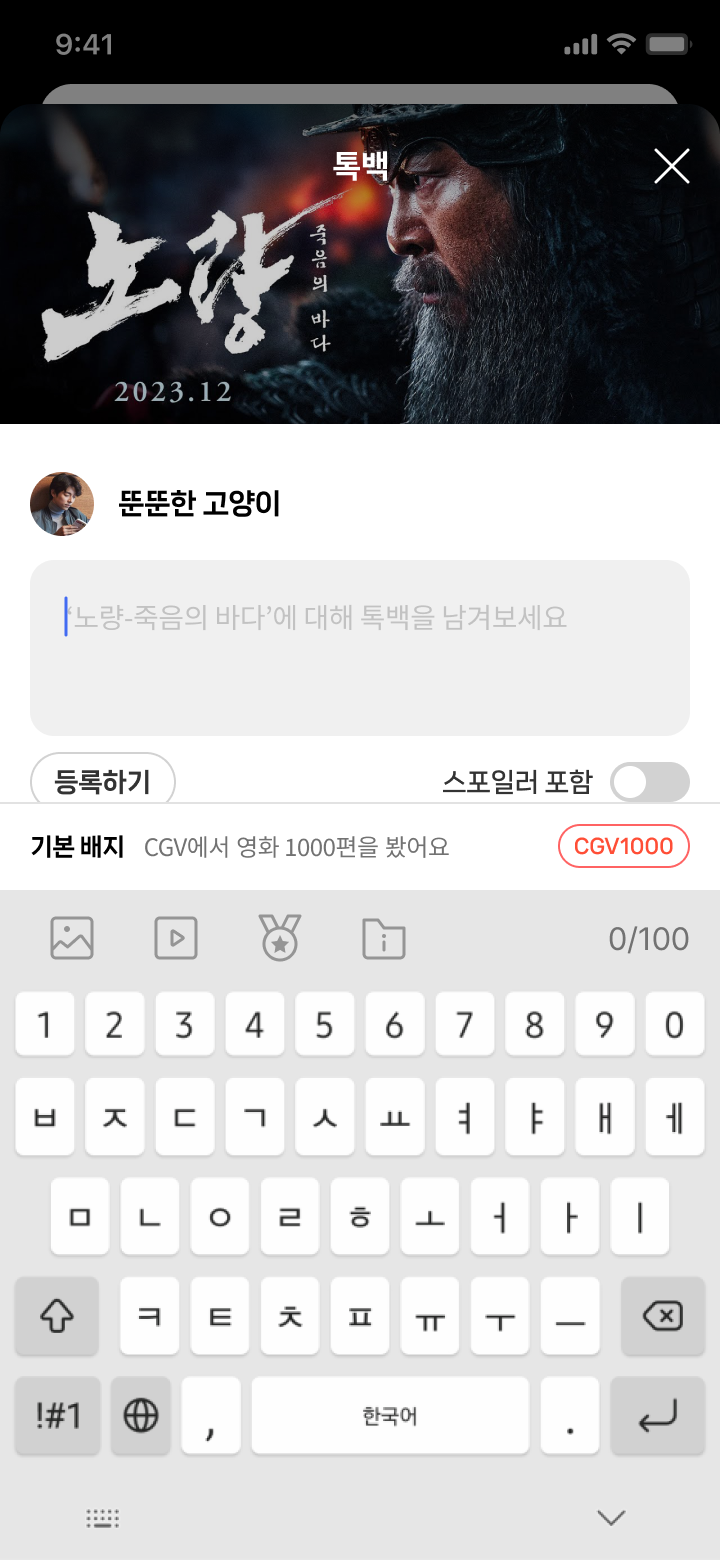 9:41
톡백
노량
죽음의 바다
2023.12
뚠뚠한 고양이
‘노량-죽음의 바다’에 대해 톡백을 남겨보세요
등록하기
스포일러 포함
기본 배지 CGV에서 영화 1000편을 봤어요 CGV1000
0/100
1 2 3 4 5 6 7 8 9 0
ㅂ ㅈ ㄷ ㄱ ㅅ ㅛ ㅕ ㅑ ㅐ ㅔ
ㅁ ㄴ ㅇ ㄹ ㅎ ㅗ ㅓ ㅏ ㅣ
ㅋ ㅌ ㅊ ㅍ ㅠ ㅜ ㅡ
!#1 , 한국어 .